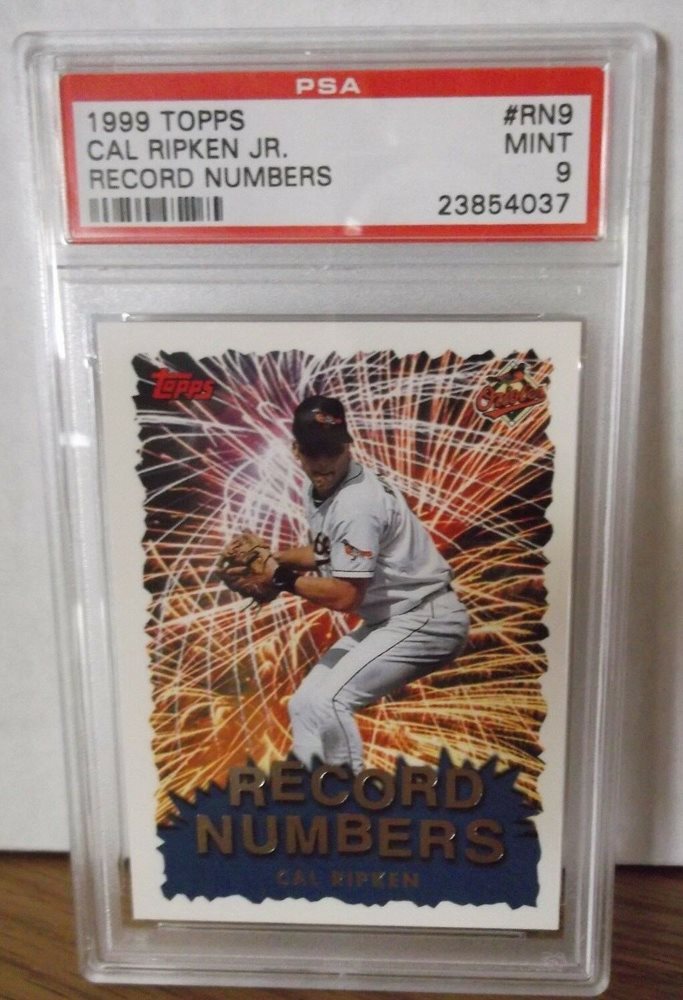 PSA
1999 TOPPS #RN9
CAL RIPKEN JR. MINT
RECORD NUMBERS 9
23854037
Topps
Orioles
RECORD
NUMBERS
CAL RIPKEN